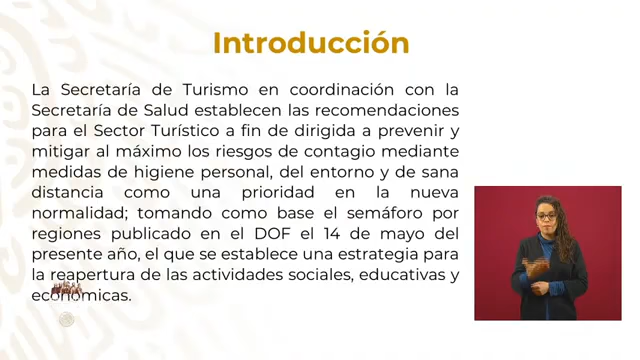 Introducción
La Secretaría de Turismo en coordinación con la
Secretaría de Salud establecen las recomendaciones
para el Sector Turístico a fin de dirigida a prevenir y
mitigar al máximo los riesgos de contagio mediante
medidas de higiene personal, del entorno y de sana
distancia como una prioridad en la nueva
normalidad; tomando como base el semáforo por
regiones publicado en el DOF el 14 de mayo del
presente año, el que se establece una estrategia para
la reapertura de las actividades sociales, educativas y
económicas.